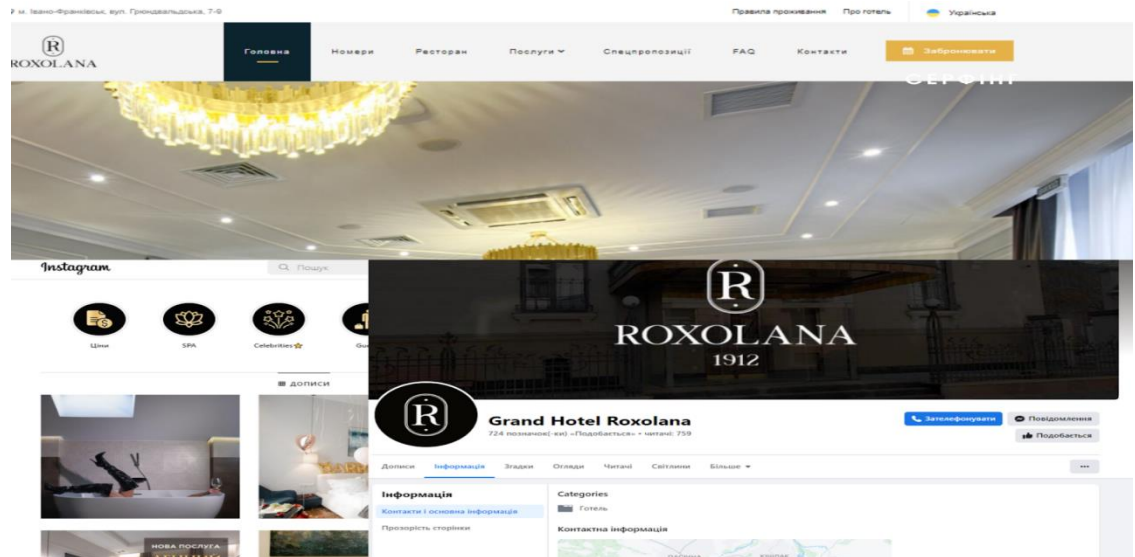 м. Івано-Франківськ, вул. Грюндвальдська, 7-9
Правила проживання Про готель Українська
R
ROXOLANA
Головна Номери Ресторан Послуги Спецпропозиції FAQ Контакти Забронювати
СЕРФІНГ
Instagram
Пошук
Ціни SPA Celebrities
ДОПИСИ
НОВА ПОСЛУГА
R
ROXOLANA
1912
R
Grand Hotel Roxolana
724 позначок(-ки) «Подобається» • читачі: 759
Зателефонувати Повідомлення
Подобається
Дописи Інформація Згадки Огляди Читачі Світлини Більше
Інформація
Контакти і основна інформація
Прозорість сторінки
Categories
Готель
Контактна інформація